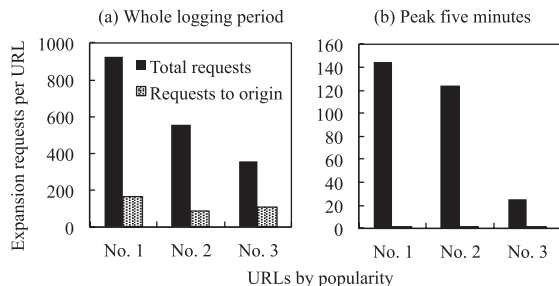 (a) Whole logging period
(b) Peak five minutes
Expansion requests per URL
1000
800
600
400
200
0
Total requests
Requests to origin
No. 1 No. 2 No. 3
160
140
120
100
80
60
40
20
0
No. 1 No. 2 No. 3
URLs by popularity